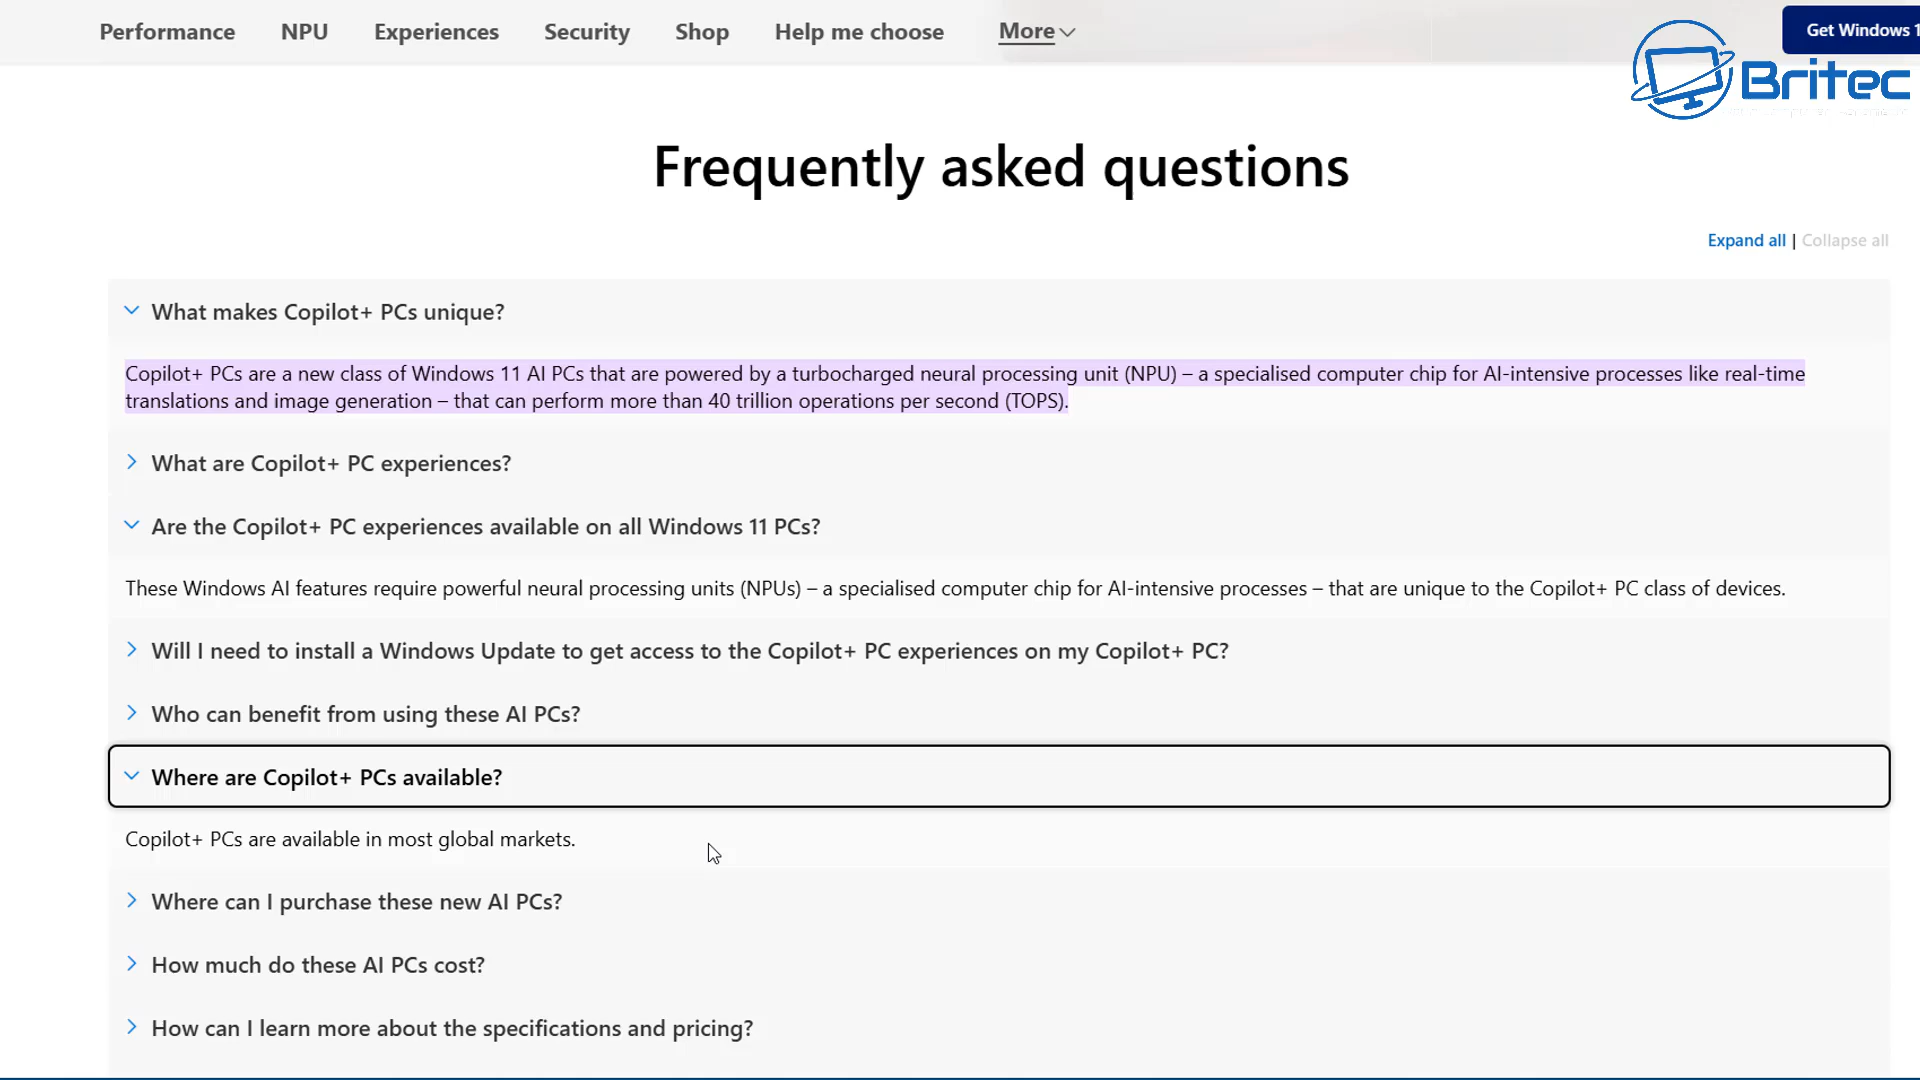 Performance NPU Experiences Security Shop Help me choose More Get Windows 1
Britec
Frequently asked questions
Expand all | Collapse all
What makes Copilot+ PCs unique?
Copilot+ PCs are a new class of Windows 11 AI PCs that are powered by a turbocharged neural processing unit (NPU) – a specialised computer chip for AI-intensive processes like real-time
translations and image generation – that can perform more than 40 trillion operations per second (TOPS).
What are Copilot+ PC experiences?
Are the Copilot+ PC experiences available on all Windows 11 PCs?
These Windows AI features require powerful neural processing units (NPUs) – a specialised computer chip for AI-intensive processes – that are unique to the Copilot+ PC class of devices.
Will I need to install a Windows Update to get access to the Copilot+ PC experiences on my Copilot+ PC?
Who can benefit from using these AI PCs?
Where are Copilot+ PCs available?
Copilot+ PCs are available in most global markets.
Where can I purchase these new AI PCs?
How much do these AI PCs cost?
How can I learn more about the specifications and pricing?